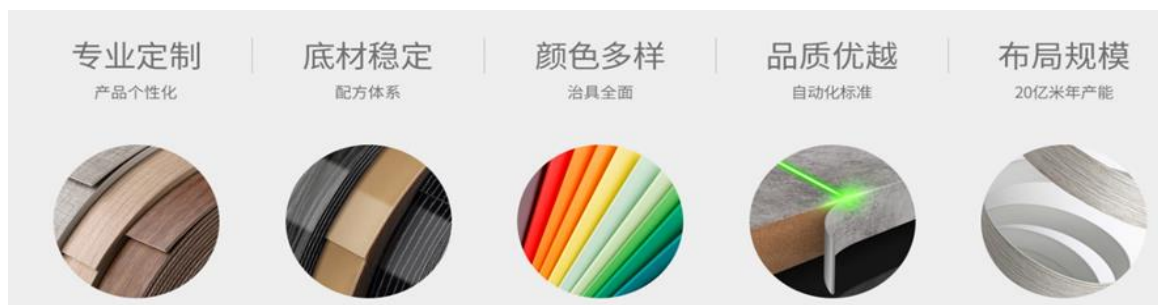 专业定制
产品个性化
底材稳定
配方体系
颜色多样
治具全面
品质优越
自动化标准
布局规模
20亿米年产能